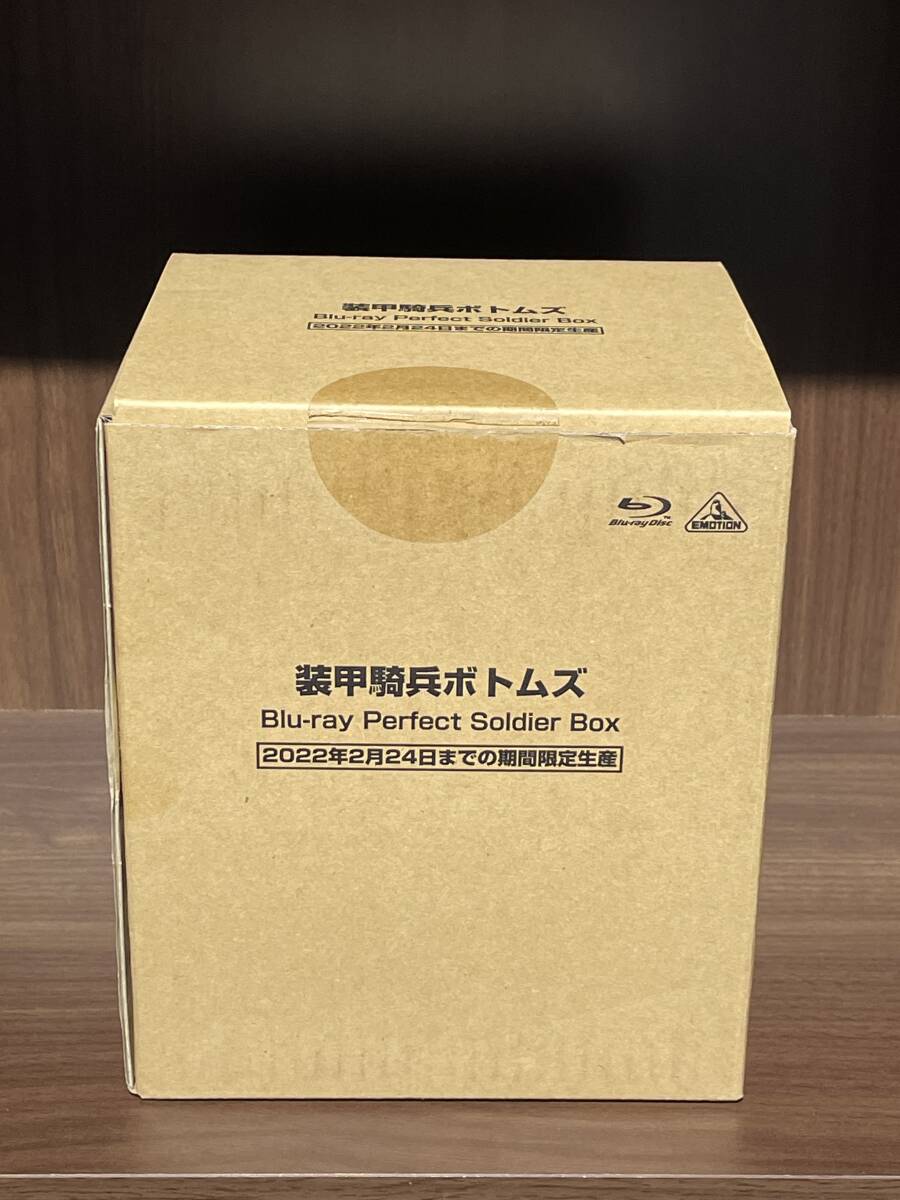 装甲騎兵ボトムズ
Blu-ray Perfect Soldier Box
2022年2月24日までの期間限定生産
Blu-ray Disc™
EMOTION
装甲騎兵ボトムズ
Blu-ray Perfect Soldier Box
2022年2月24日までの期間限定生産